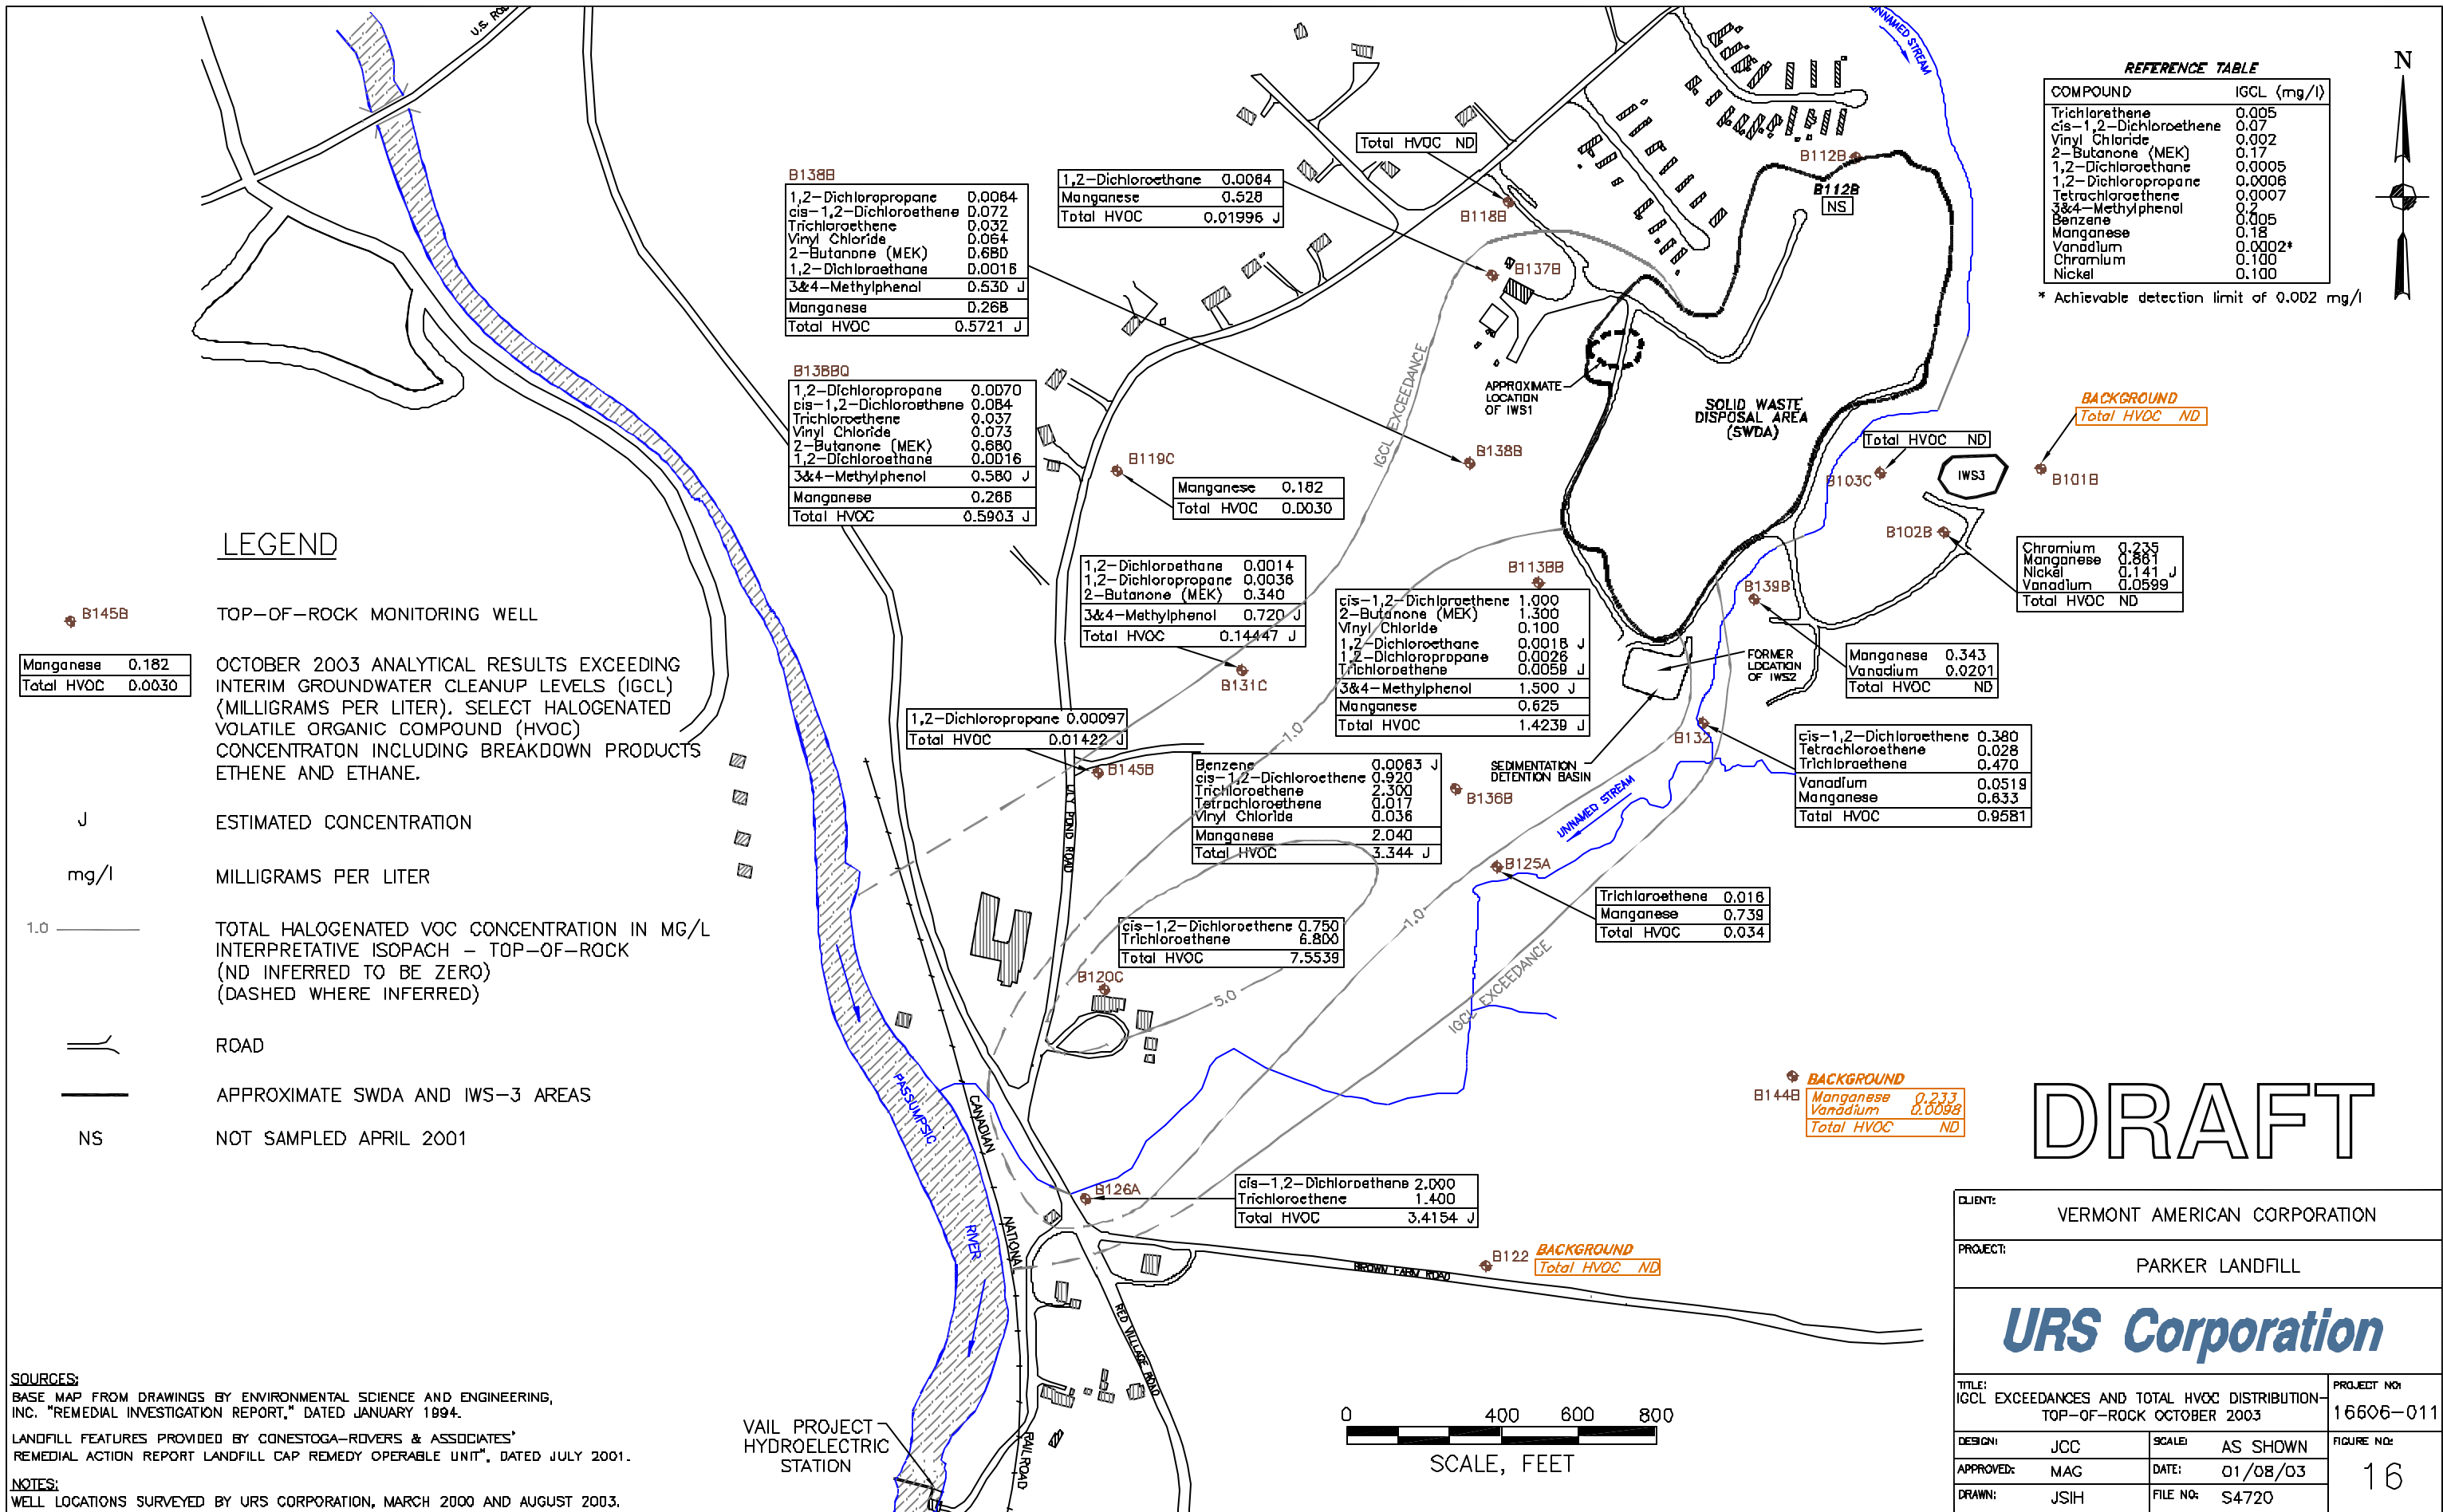 U.S. ROU
UNNAMED STREAM
REFERENCE TABLE
COMPOUND IGCL (mg/l)
Trichlorethene 0.005
cis-1,2-Dichloroethene 0.07
Vinyl Chloride 0.002
2-Butanone (MEK) 0.17
1,2-Dichloroethane 0.0005
1,2-Dichloropropane 0.0006
Tetrachloroethene 0.0007
3&4-Methylphenol 0.2
Benzene 0.005
Manganese 0.18
Vanadium 0.0002*
Chromium 0.100
Nickel 0.100
* Achievable detection limit of 0.002 mg/l
N
B138B
1,2-Dichloropropane 0.0064
cis-1,2-Dichloroethene 0.072
Trichloroethene 0.032
Vinyl Chloride 0.064
2-Butanone (MEK) 0.680
1,2-Dichloroethane 0.0016
3&4-Methylphenol 0.530 J
Manganese 0.268
Total HVOC 0.5721 J
1,2-Dichloroethane 0.0064
Manganese 0.528
Total HVOC 0.01996 J
Total HVOC ND
B118B
B137B
B112B
B112B
NS
B138BQ
1,2-Dichloropropane 0.0070
cis-1,2-Dichloroethene 0.084
Trichloroethene 0.037
Vinyl Chloride 0.073
2-Butanone (MEK) 0.680
1,2-Dichloroethane 0.0016
3&4-Methylphenol 0.580 J
Manganese 0.266
Total HVOC 0.5903 J
IGCL EXCEEDANCE
APPROXIMATE
LOCATION
OF IWS1
SOLID WASTE
DISPOSAL AREA
(SWDA)
BACKGROUND
Total HVOC ND
Total HVOC ND
B103C
IWS3
B101B
B138B
B119C
Manganese 0.182
Total HVOC 0.0030
B102B
Chromium 0.235
Manganese 0.861
Nickel 0.141 J
Vanadium 0.0599
Total HVOC ND
1,2-Dichloroethane 0.0014
1,2-Dichloropropane 0.0036
2-Butanone (MEK) 0.340
3&4-Methylphenol 0.720 J
Total HVOC 0.14447 J
B131C
B113BB
cis-1,2-Dichloroethene 1.000
2-Butanone (MEK) 1.300
Vinyl Chloride 0.100
1,2-Dichloroethane 0.0018 J
1,2-Dichloropropane 0.0026
Trichloroethene 0.0059 J
3&4-Methylphenol 1.500 J
Manganese 0.625
Total HVOC 1.4239 J
B139B
FORMER
LOCATION
OF IWS2
Manganese 0.343
Vanadium 0.0201
Total HVOC ND
1,2-Dichloropropane 0.00097
Total HVOC 0.01422 J
B145B
1.0
Benzene 0.0063 J
cis-1,2-Dichloroethene 0.920
Trichloroethene 2.300
Tetrachloroethene 0.017
Vinyl Chloride 0.036
Manganese 2.040
Total HVOC 3.344 J
B136B
SEDIMENTATION
DETENTION BASIN
UNNAMED STREAM
B132
cis-1,2-Dichloroethene 0.380
Tetrachloroethene 0.028
Trichloroethene 0.470
Vanadium 0.0519
Manganese 0.633
Total HVOC 0.9581
LILY POND ROAD
B125A
Trichloroethene 0.016
Manganese 0.739
Total HVOC 0.034
1.0
cis-1,2-Dichloroethene 0.750
Trichloroethene 6.800
Total HVOC 7.5539
B120C
5.0
IGCL EXCEEDANCE
B144B
BACKGROUND
Manganese 0.233
Vanadium 0.0098
Total HVOC ND
PASSUMPSIC
RIVER
CANADIAN
NATIONAL
RAILROAD
B126A
cis-1,2-Dichloroethene 2.000
Trichloroethene 1.400
Total HVOC 3.4154 J
B122
BACKGROUND
Total HVOC ND
BROWN FARM ROAD
RED VILLAGE ROAD
VAIL PROJECT
HYDROELECTRIC
STATION
0 400 600 800
SCALE, FEET
LEGEND
B145B
TOP-OF-ROCK MONITORING WELL
Manganese 0.182
Total HVOC 0.0030
OCTOBER 2003 ANALYTICAL RESULTS EXCEEDING
INTERIM GROUNDWATER CLEANUP LEVELS (IGCL)
(MILLIGRAMS PER LITER). SELECT HALOGENATED
VOLATILE ORGANIC COMPOUND (HVOC)
CONCENTRATON INCLUDING BREAKDOWN PRODUCTS
ETHENE AND ETHANE.
J ESTIMATED CONCENTRATION
mg/l MILLIGRAMS PER LITER
1.0 TOTAL HALOGENATED VOC CONCENTRATION IN MG/L
INTERPRETATIVE ISOPACH - TOP-OF-ROCK
(ND INFERRED TO BE ZERO)
(DASHED WHERE INFERRED)
ROAD
APPROXIMATE SWDA AND IWS-3 AREAS
NS NOT SAMPLED APRIL 2001
SOURCES:
BASE MAP FROM DRAWINGS BY ENVIRONMENTAL SCIENCE AND ENGINEERING,
INC. "REMEDIAL INVESTIGATION REPORT," DATED JANUARY 1994.
LANDFILL FEATURES PROVIDED BY CONESTOGA-ROVERS & ASSOCIATES'
REMEDIAL ACTION REPORT LANDFILL CAP REMEDY OPERABLE UNIT", DATED JULY 2001.
NOTES:
WELL LOCATIONS SURVEYED BY URS CORPORATION, MARCH 2000 AND AUGUST 2003.
DRAFT
CLIENT:
VERMONT AMERICAN CORPORATION
PROJECT:
PARKER LANDFILL
URS Corporation
TITLE:
IGCL EXCEEDANCES AND TOTAL HVOC DISTRIBUTION-
TOP-OF-ROCK OCTOBER 2003
PROJECT NO:
16606-011
DESIGN: JCC
SCALE: AS SHOWN
FIGURE NO:
16
APPROVED: MAG
DATE: 01/08/03
DRAWN: JSIH
FILE NO: S4720